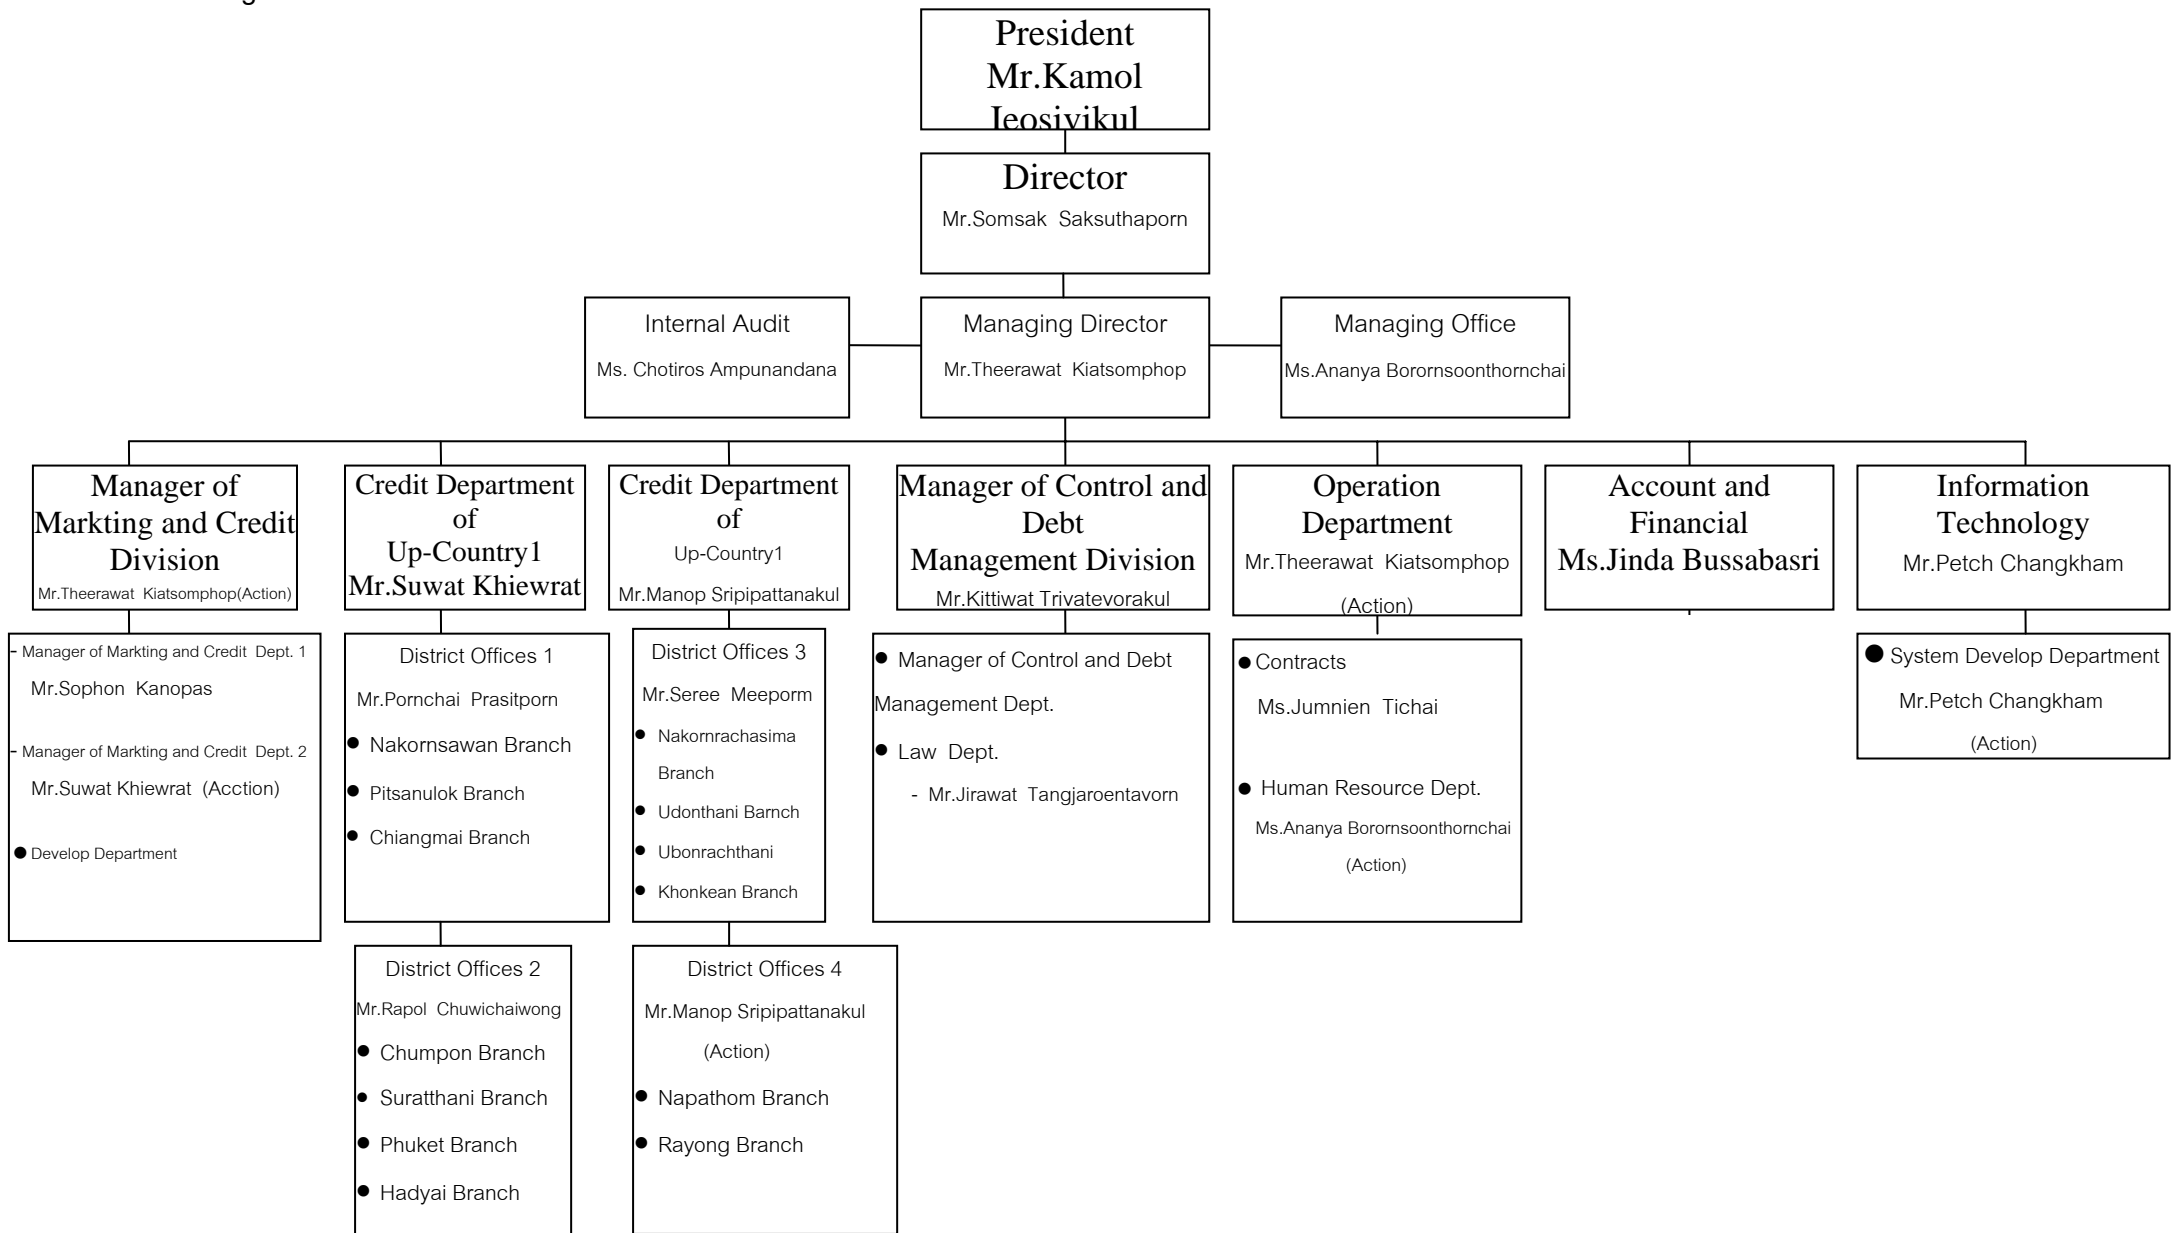 President
Mr.Kamol
Ieosivikul
Director
Mr.Somsak Saksuthaporn
Internal Audit
Ms. Chotiros Ampunandana
Managing Director
Mr.Theerawat Kiatsomphop
Managing Office
Ms.Ananya Borornsoonthornchai
Manager of
Markting and Credit
Division
Mr.Theerawat Kiatsomphop(Action)
Credit Department
of
Up-Country1
Mr.Suwat Khiewrat
Credit Department
of
Up-Country1
Mr.Manop Sripipattanakul
Manager of Control and
Debt
Management Division
Mr.Kittiwat Trivatevorakul
Operation
Department
Mr.Theerawat Kiatsomphop
(Action)
Account and
Financial
Ms.Jinda Bussabasri
Information
Technology
Mr.Petch Changkham
- Manager of Markting and Credit Dept. 1
Mr.Sophon Kanopas
- Manager of Markting and Credit Dept. 2
Mr.Suwat Khiewrat (Acction)
● Develop Department
District Offices 1
Mr.Pornchai Prasitporn
● Nakornsawan Branch
● Pitsanulok Branch
● Chiangmai Branch
District Offices 3
Mr.Seree Meeporm
● Nakornrachasima
Branch
● Udonthani Barnch
● Ubonrachthani
● Khonkean Branch
● Manager of Control and Debt
Management Dept.
● Law Dept.
- Mr.Jirawat Tangjaroentavorn
● Contracts
Ms.Jumnien Tichai
● Human Resource Dept.
Ms.Ananya Borornsoonthornchai
(Action)
● System Develop Department
Mr.Petch Changkham
(Action)
District Offices 2
Mr.Rapol Chuwichaiwong
● Chumpon Branch
● Suratthani Branch
● Phuket Branch
● Hadyai Branch
District Offices 4
Mr.Manop Sripipattanakul
(Action)
● Napathom Branch
● Rayong Branch